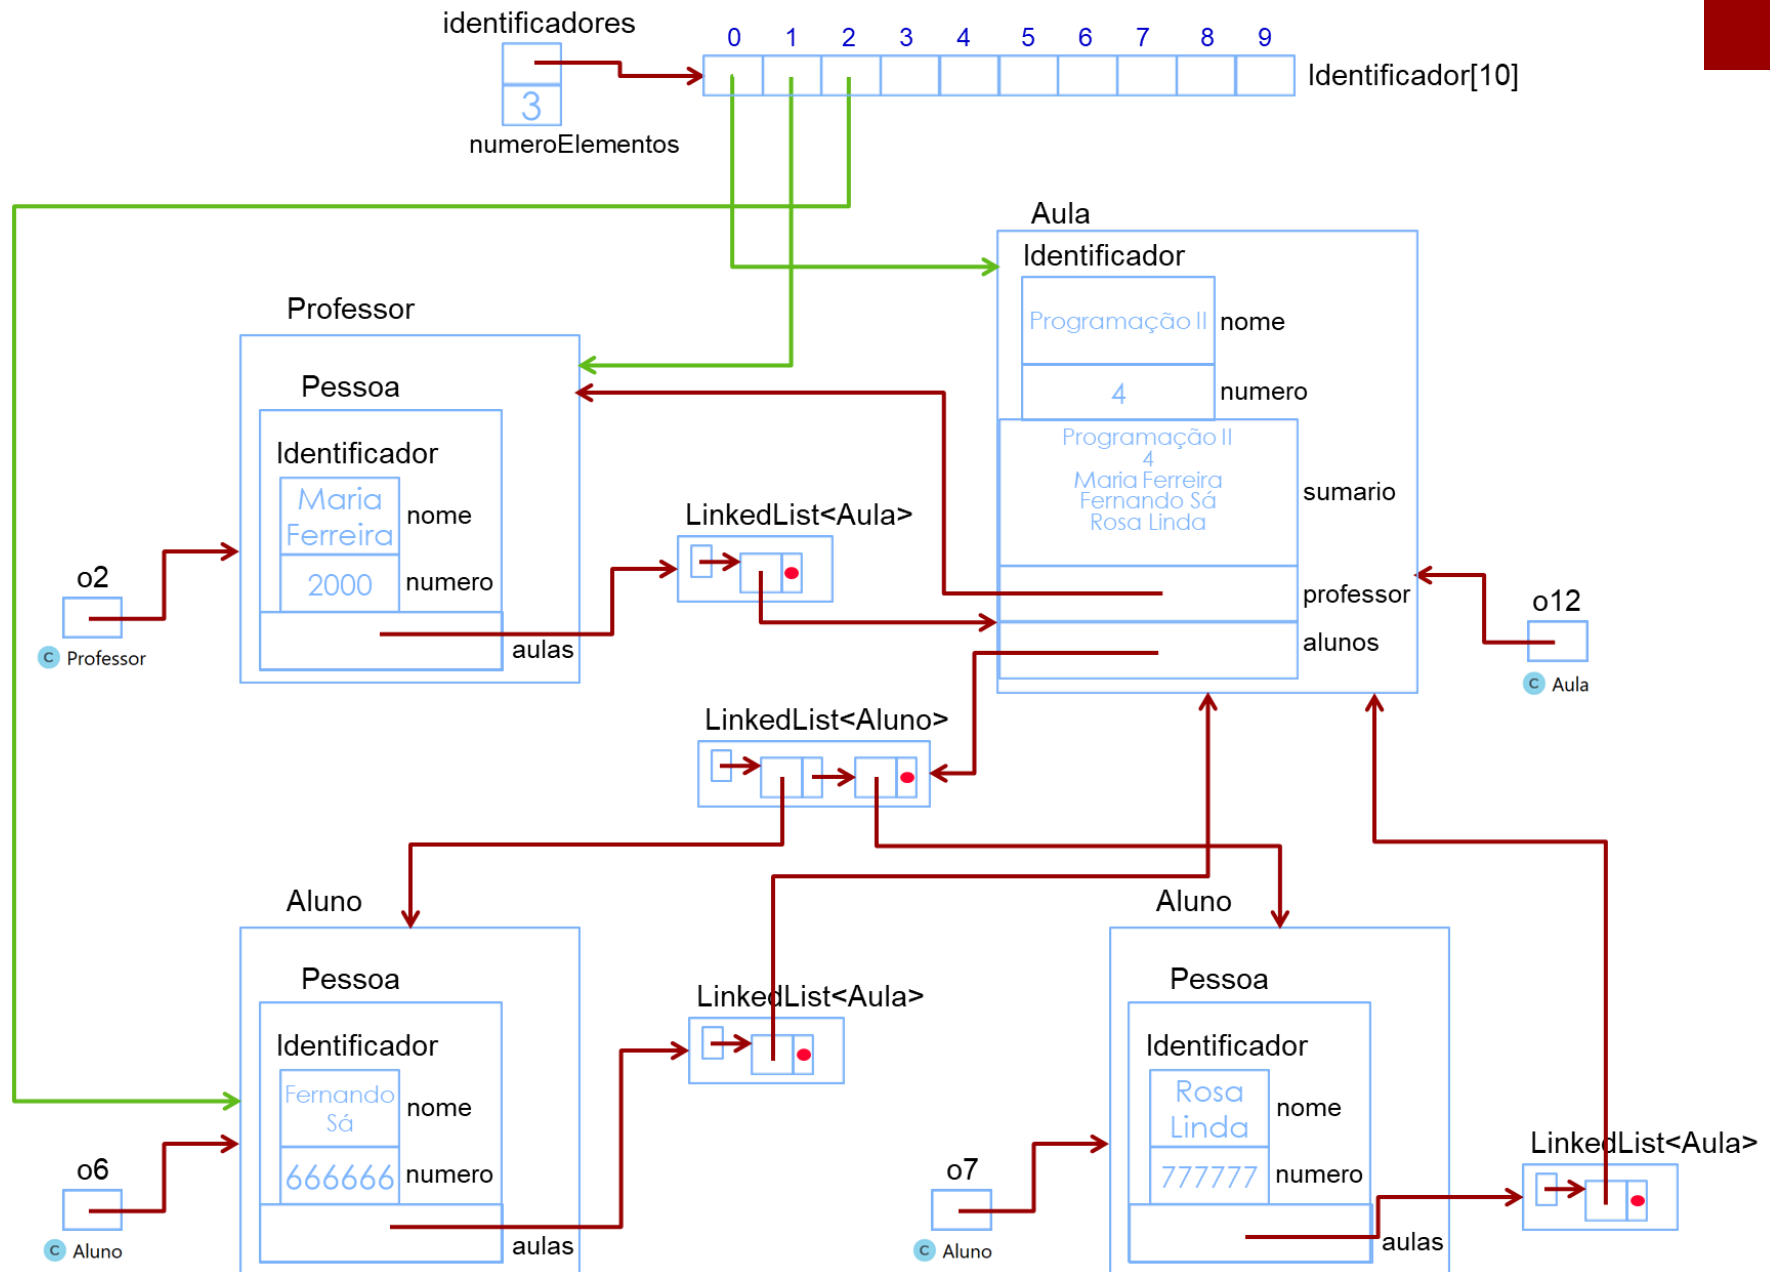 identificadores
0 1 2 3 4 5 6 7 8 9
Identificador[10]
3
numeroElementos
Aula
Identificador
Programação II nome
4 numero
Programação II
4
Maria Ferreira
Fernando Sá
Rosa Linda
sumario
professor
alunos
o12
C Aula
Professor
Pessoa
Identificador
Maria
Ferreira
nome
2000 numero
aulas
o2
C Professor
LinkedList<Aula>
LinkedList<Aluno>
Aluno
Pessoa
Identificador
Fernando
Sá
nome
666666 numero
aulas
o6
C Aluno
LinkedList<Aula>
Aluno
Pessoa
Identificador
Rosa
Linda
nome
777777 numero
aulas
o7
C Aluno
LinkedList<Aula>